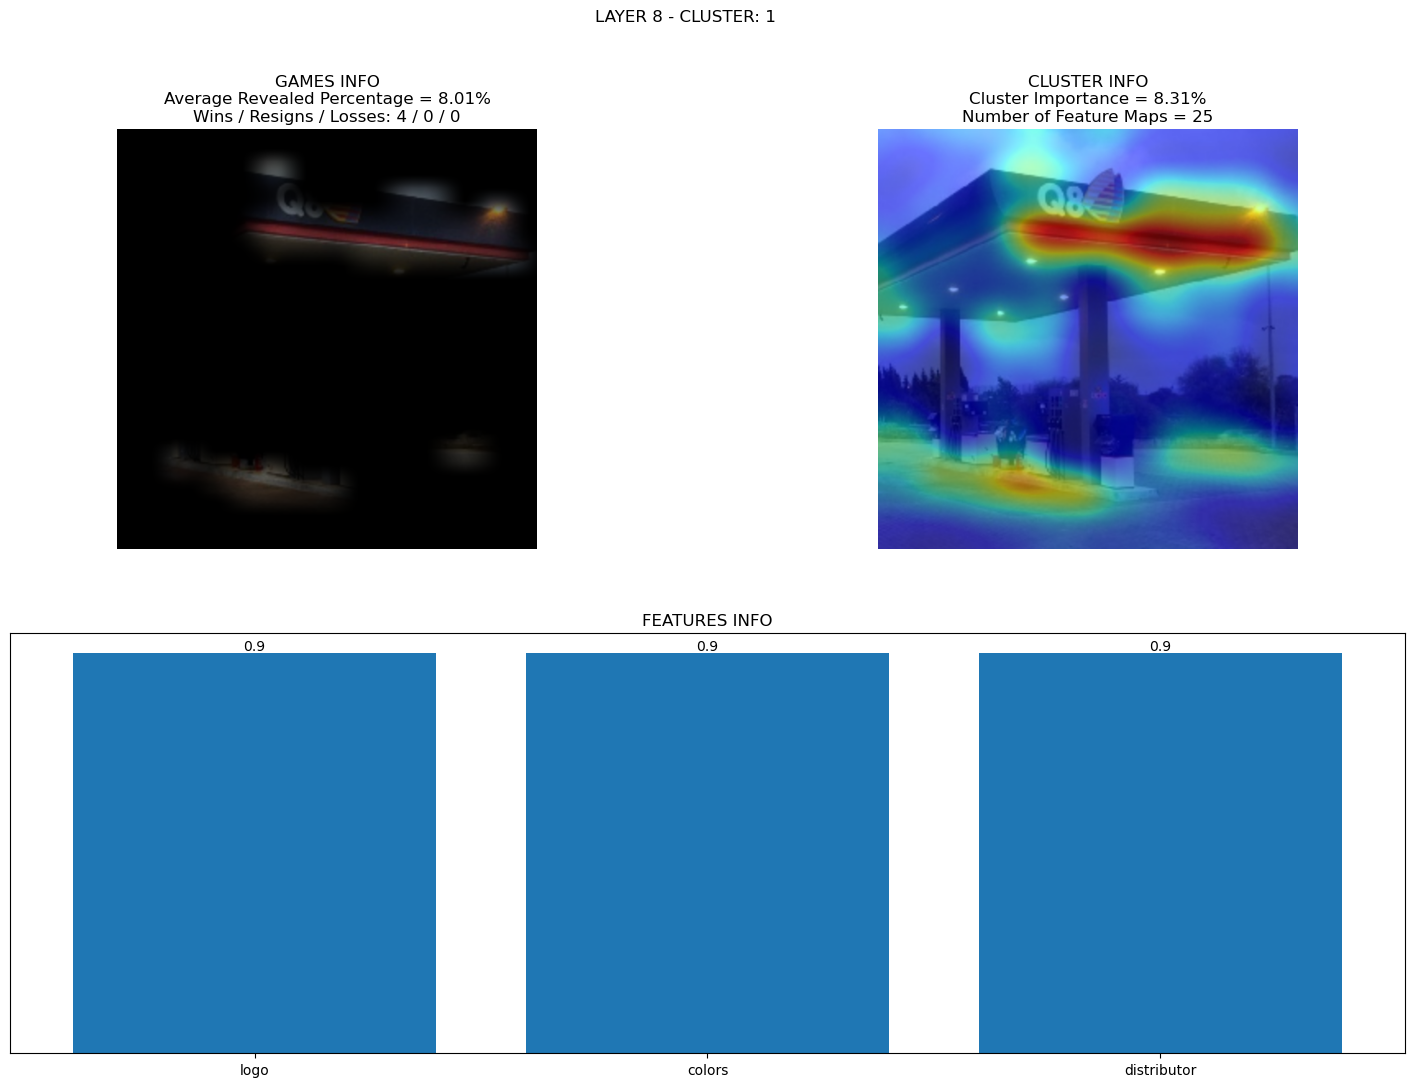 LAYER 8 - CLUSTER: 1
GAMES INFO
Average Revealed Percentage = 8.01%
Wins / Resigns / Losses: 4 / 0 / 0
Q8
CLUSTER INFO
Cluster Importance = 8.31%
Number of Feature Maps = 25
Q8
FEATURES INFO
0.9
0.9
0.9
logo
colors
distributor